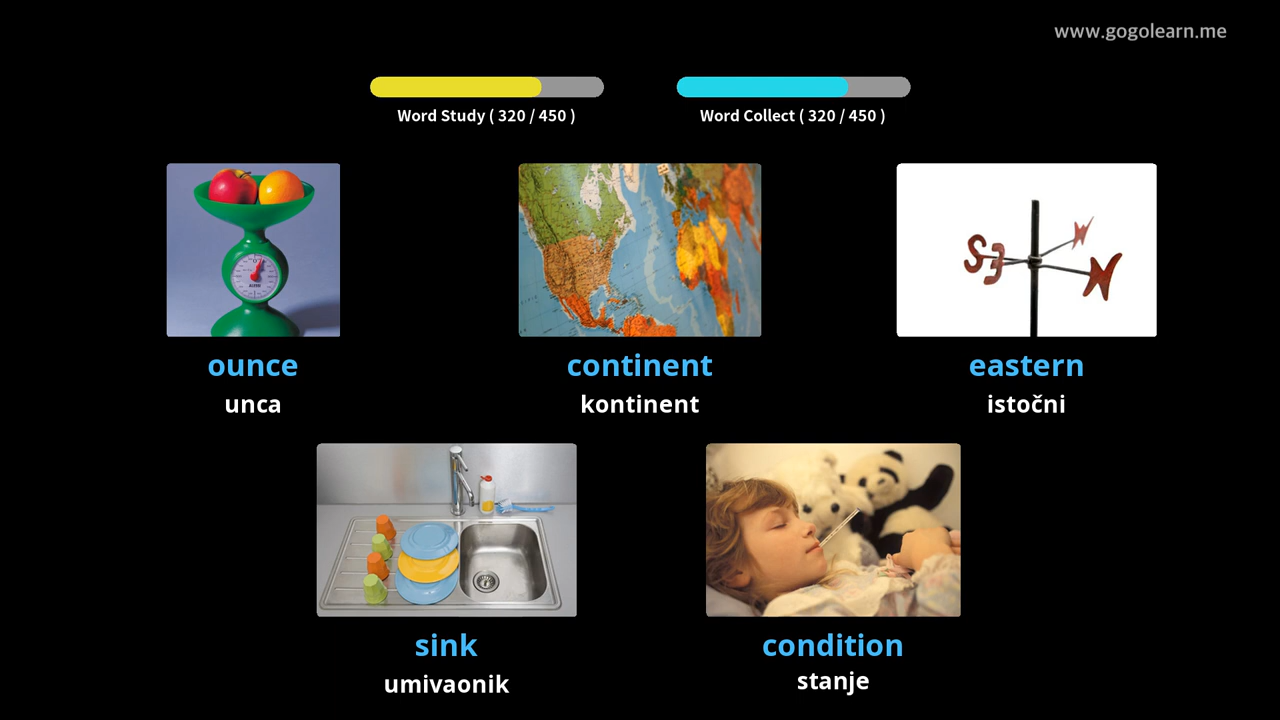 www.gogolearn.me
Word Study ( 320 / 450 )
Word Collect ( 320 / 450 )
S E N W
ounce
continent
eastern
unca
kontinent
istočni
sink
condition
umivaonik
stanje